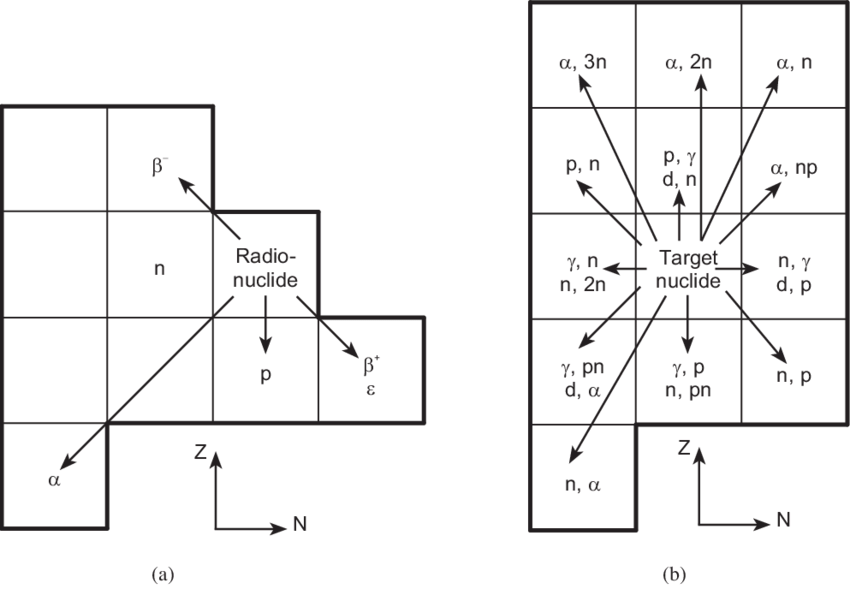 β⁻
n
Radio-
nuclide
p
β⁺
ε
α
Z
N
(a)
α, 3n
α, 2n
α, n
p, n
p, γ
d, n
α, np
γ, n
n, 2n
Target
nuclide
n, γ
d, p
γ, pn
d, α
γ, p
n, pn
n, p
n, α
Z
N
(b)